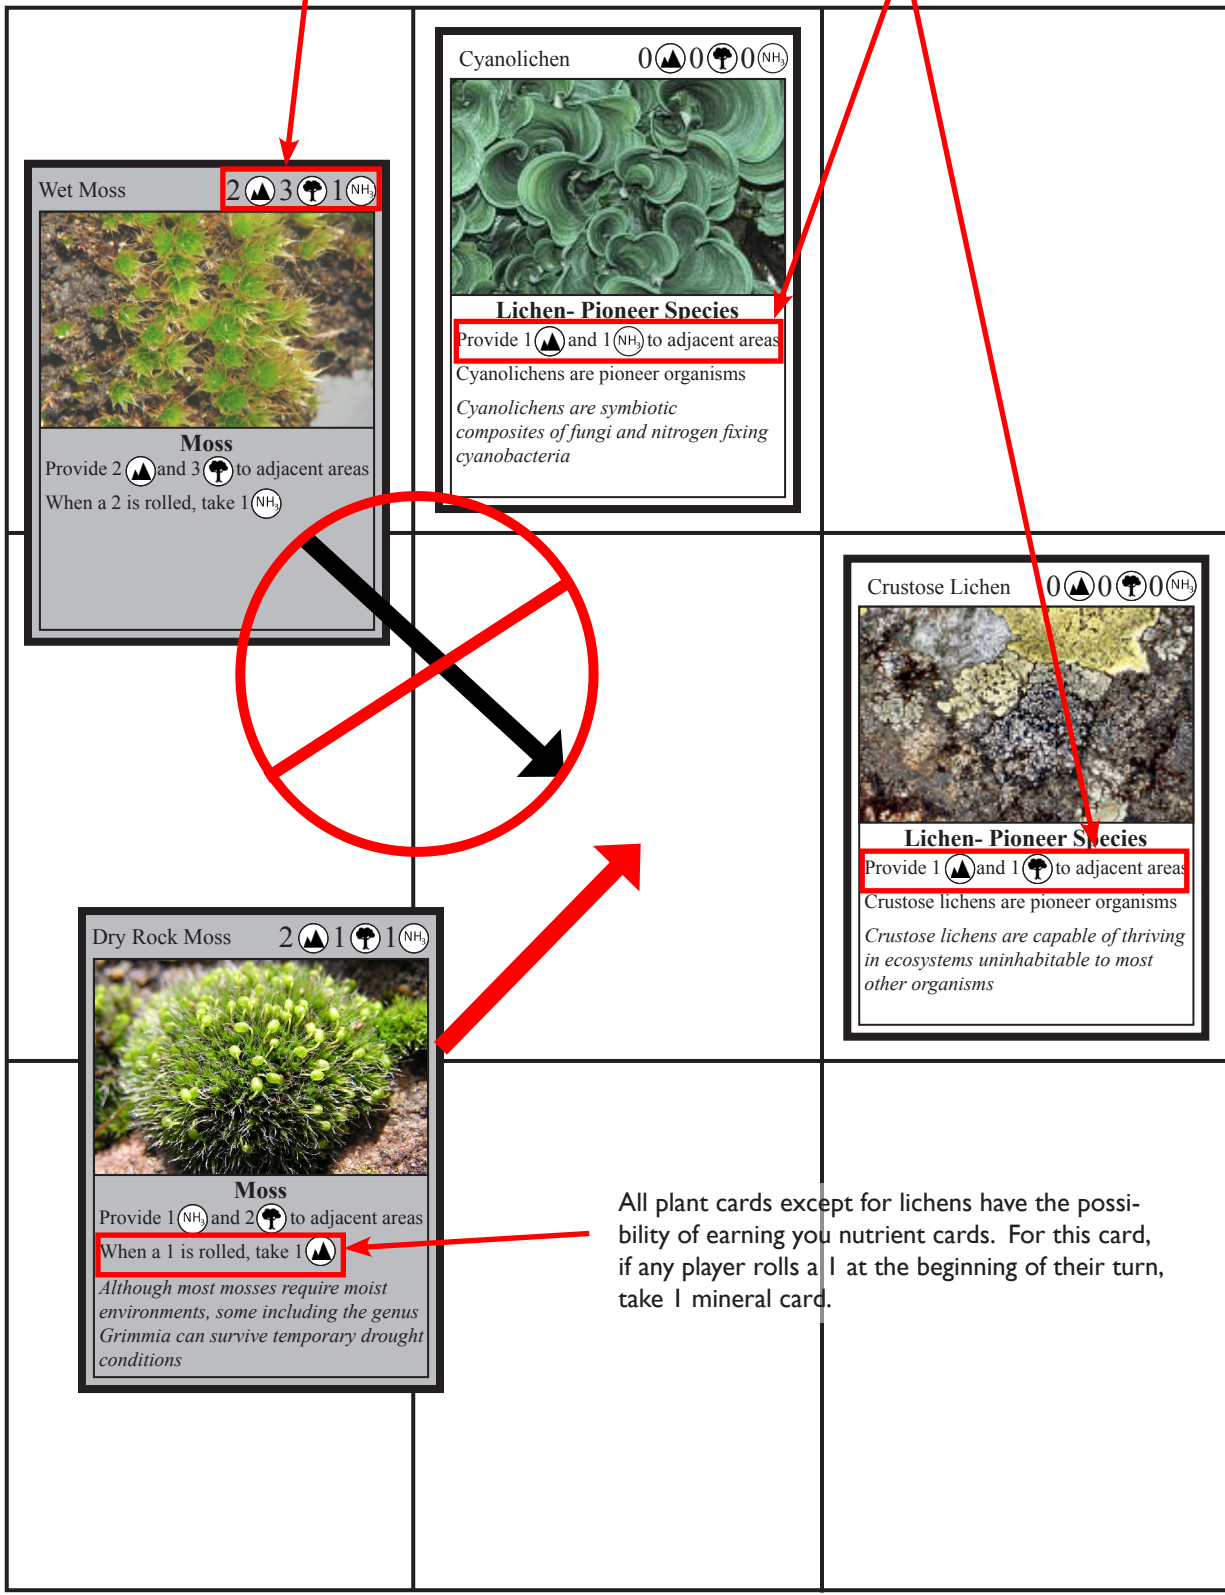 Cyanolichen 0 0 0 NH₃
Lichen- Pioneer Species
Provide 1 and 1 NH₃ to adjacent areas
Cyanolichens are pioneer organisms
Cyanolichens are symbiotic
composites of fungi and nitrogen fixing
cyanobacteria
Wet Moss 2 3 1 NH₃
Moss
Provide 2 and 3 to adjacent areas
When a 2 is rolled, take 1 NH₃
Crustose Lichen 0 0 0 NH₃
Lichen- Pioneer Species
Provide 1 and 1 to adjacent areas
Crustose lichens are pioneer organisms
Crustose lichens are capable of thriving
in ecosystems uninhabitable to most
other organisms
Dry Rock Moss 2 1 1 NH₃
Moss
Provide 1 NH₃ and 2 to adjacent areas
When a 1 is rolled, take 1
Although most mosses require moist
environments, some including the genus
Grimmia can survive temporary drought
conditions
All plant cards except for lichens have the possi-
bility of earning you nutrient cards. For this card,
if any player rolls a 1 at the beginning of their turn,
take 1 mineral card.